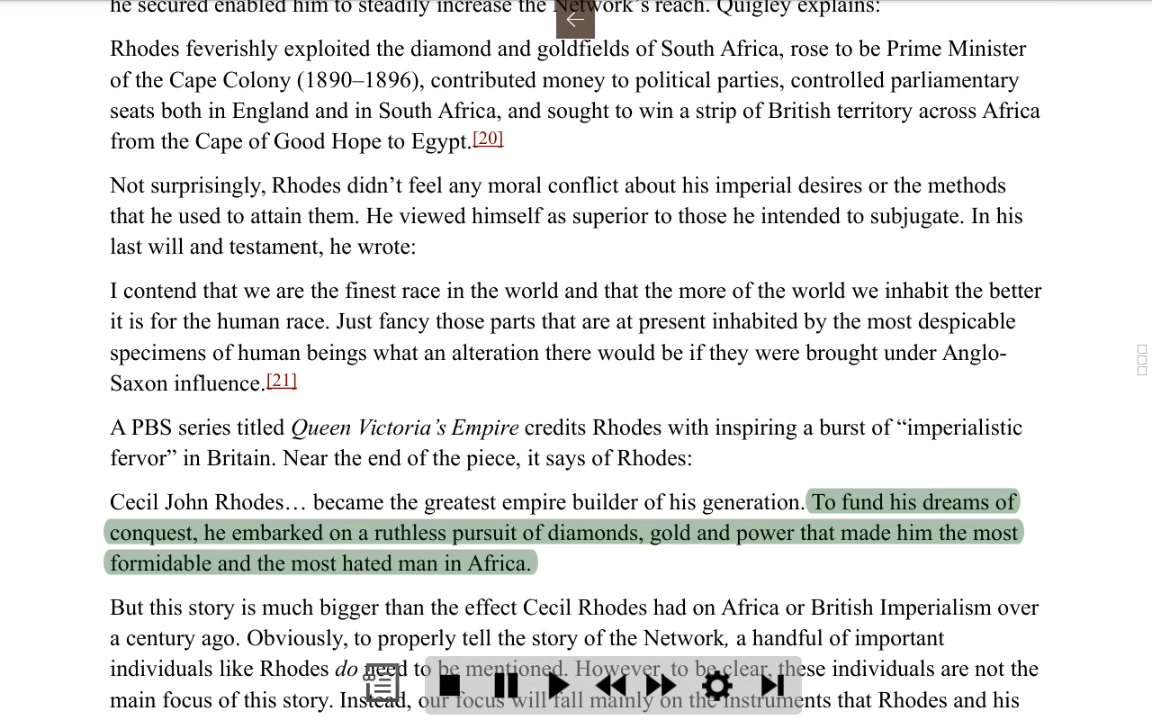 he secured enabled him to steadily increase the Network's reach. Quigley explains:
Rhodes feverishly exploited the diamond and goldfields of South Africa, rose to be Prime Minister
of the Cape Colony (1890–1896), contributed money to political parties, controlled parliamentary
seats both in England and in South Africa, and sought to win a strip of British territory across Africa
from the Cape of Good Hope to Egypt.[20]
Not surprisingly, Rhodes didn’t feel any moral conflict about his imperial desires or the methods
that he used to attain them. He viewed himself as superior to those he intended to subjugate. In his
last will and testament, he wrote:
I contend that we are the finest race in the world and that the more of the world we inhabit the better
it is for the human race. Just fancy those parts that are at present inhabited by the most despicable
specimens of human beings what an alteration there would be if they were brought under Anglo-
Saxon influence.[21]
A PBS series titled Queen Victoria’s Empire credits Rhodes with inspiring a burst of “imperialistic
fervor” in Britain. Near the end of the piece, it says of Rhodes:
Cecil John Rhodes… became the greatest empire builder of his generation. To fund his dreams of
conquest, he embarked on a ruthless pursuit of diamonds, gold and power that made him the most
formidable and the most hated man in Africa.
But this story is much bigger than the effect Cecil Rhodes had on Africa or British Imperialism over
a century ago. Obviously, to properly tell the story of the Network, a handful of important
individuals like Rhodes do need to be mentioned. However, to be clear, these individuals are not the
main focus of this story. Instead, our focus will fall mainly on the instruments that Rhodes and his